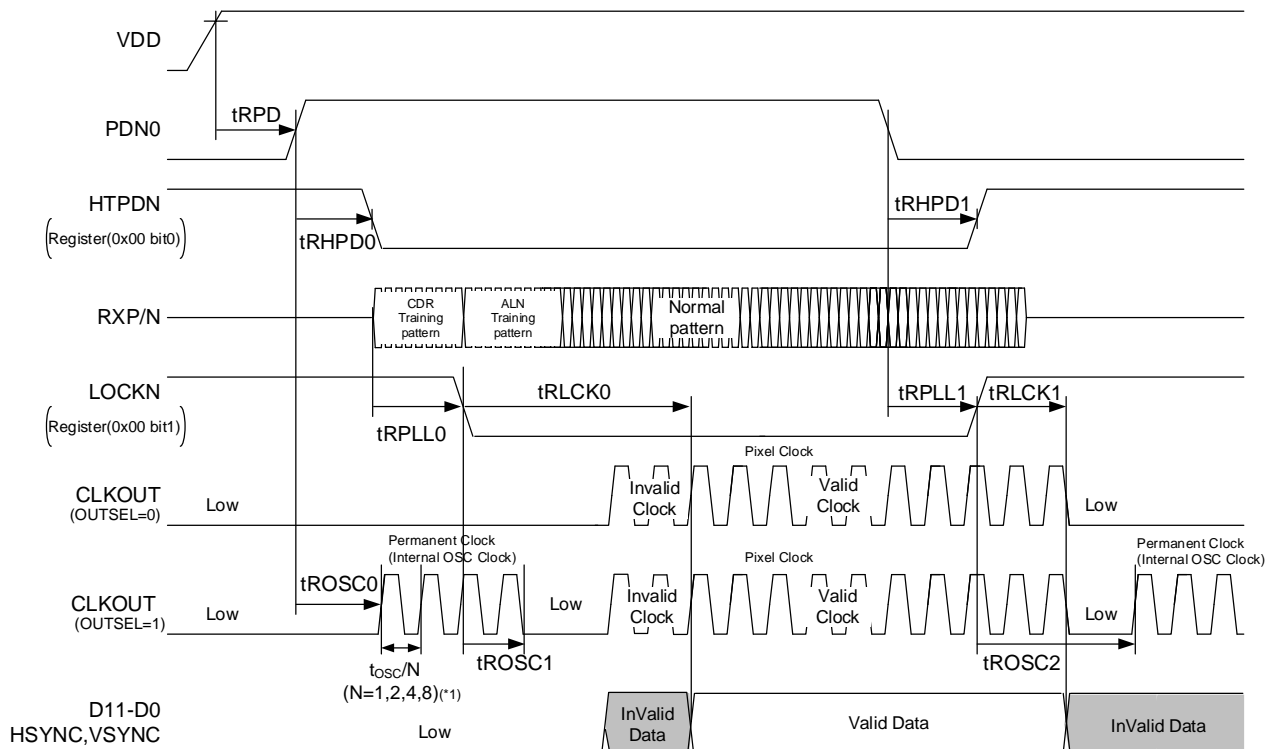 VDD
tRPD
PDN0
HTPDN
(Register(0x00 bit0))
tRHPD0
tRHPD1
RXP/N
CDR
Training
pattern
ALN
Training
pattern
Normal
pattern
LOCKN
(Register(0x00 bit1))
tRPLL0
tRLCK0
tRPLL1
tRLCK1
Pixel Clock
CLKOUT
(OUTSEL=0)
Low
Invalid
Clock
Valid
Clock
Low
Permanent Clock
(Internal OSC Clock)
Pixel Clock
Permanent Clock
(Internal OSC Clock)
tROSC0
CLKOUT
(OUTSEL=1)
Low
Low
Invalid
Clock
Valid
Clock
Low
tOSC/N
(N=1,2,4,8)(*1)
tROSC1
tROSC2
D11-D0
HSYNC,VSYNC
Low
InValid
Data
Valid Data
InValid Data